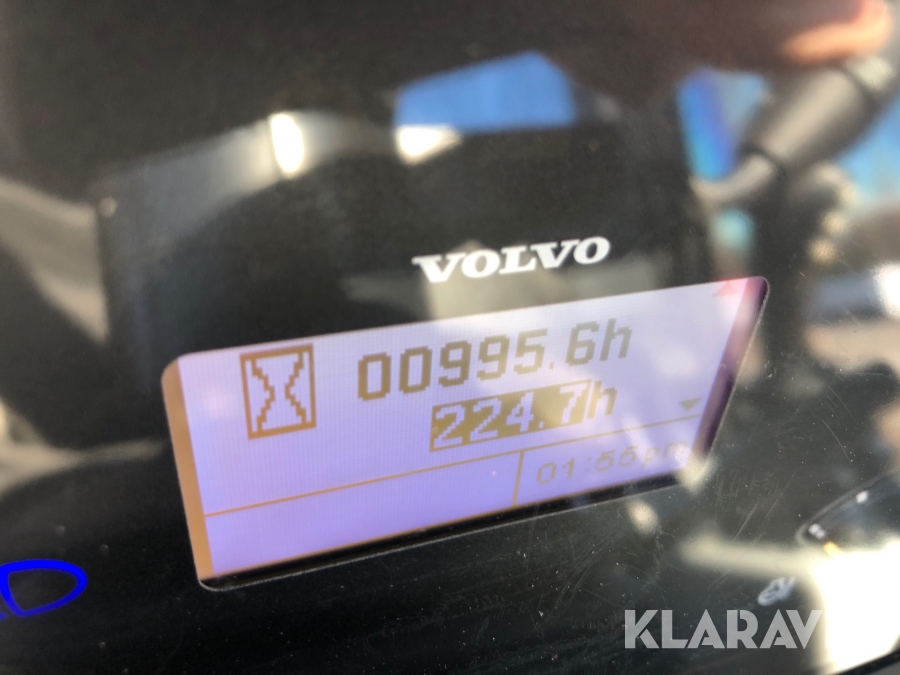 VOLVO
00995.6h
224.7h
01:55pm
KLARAV